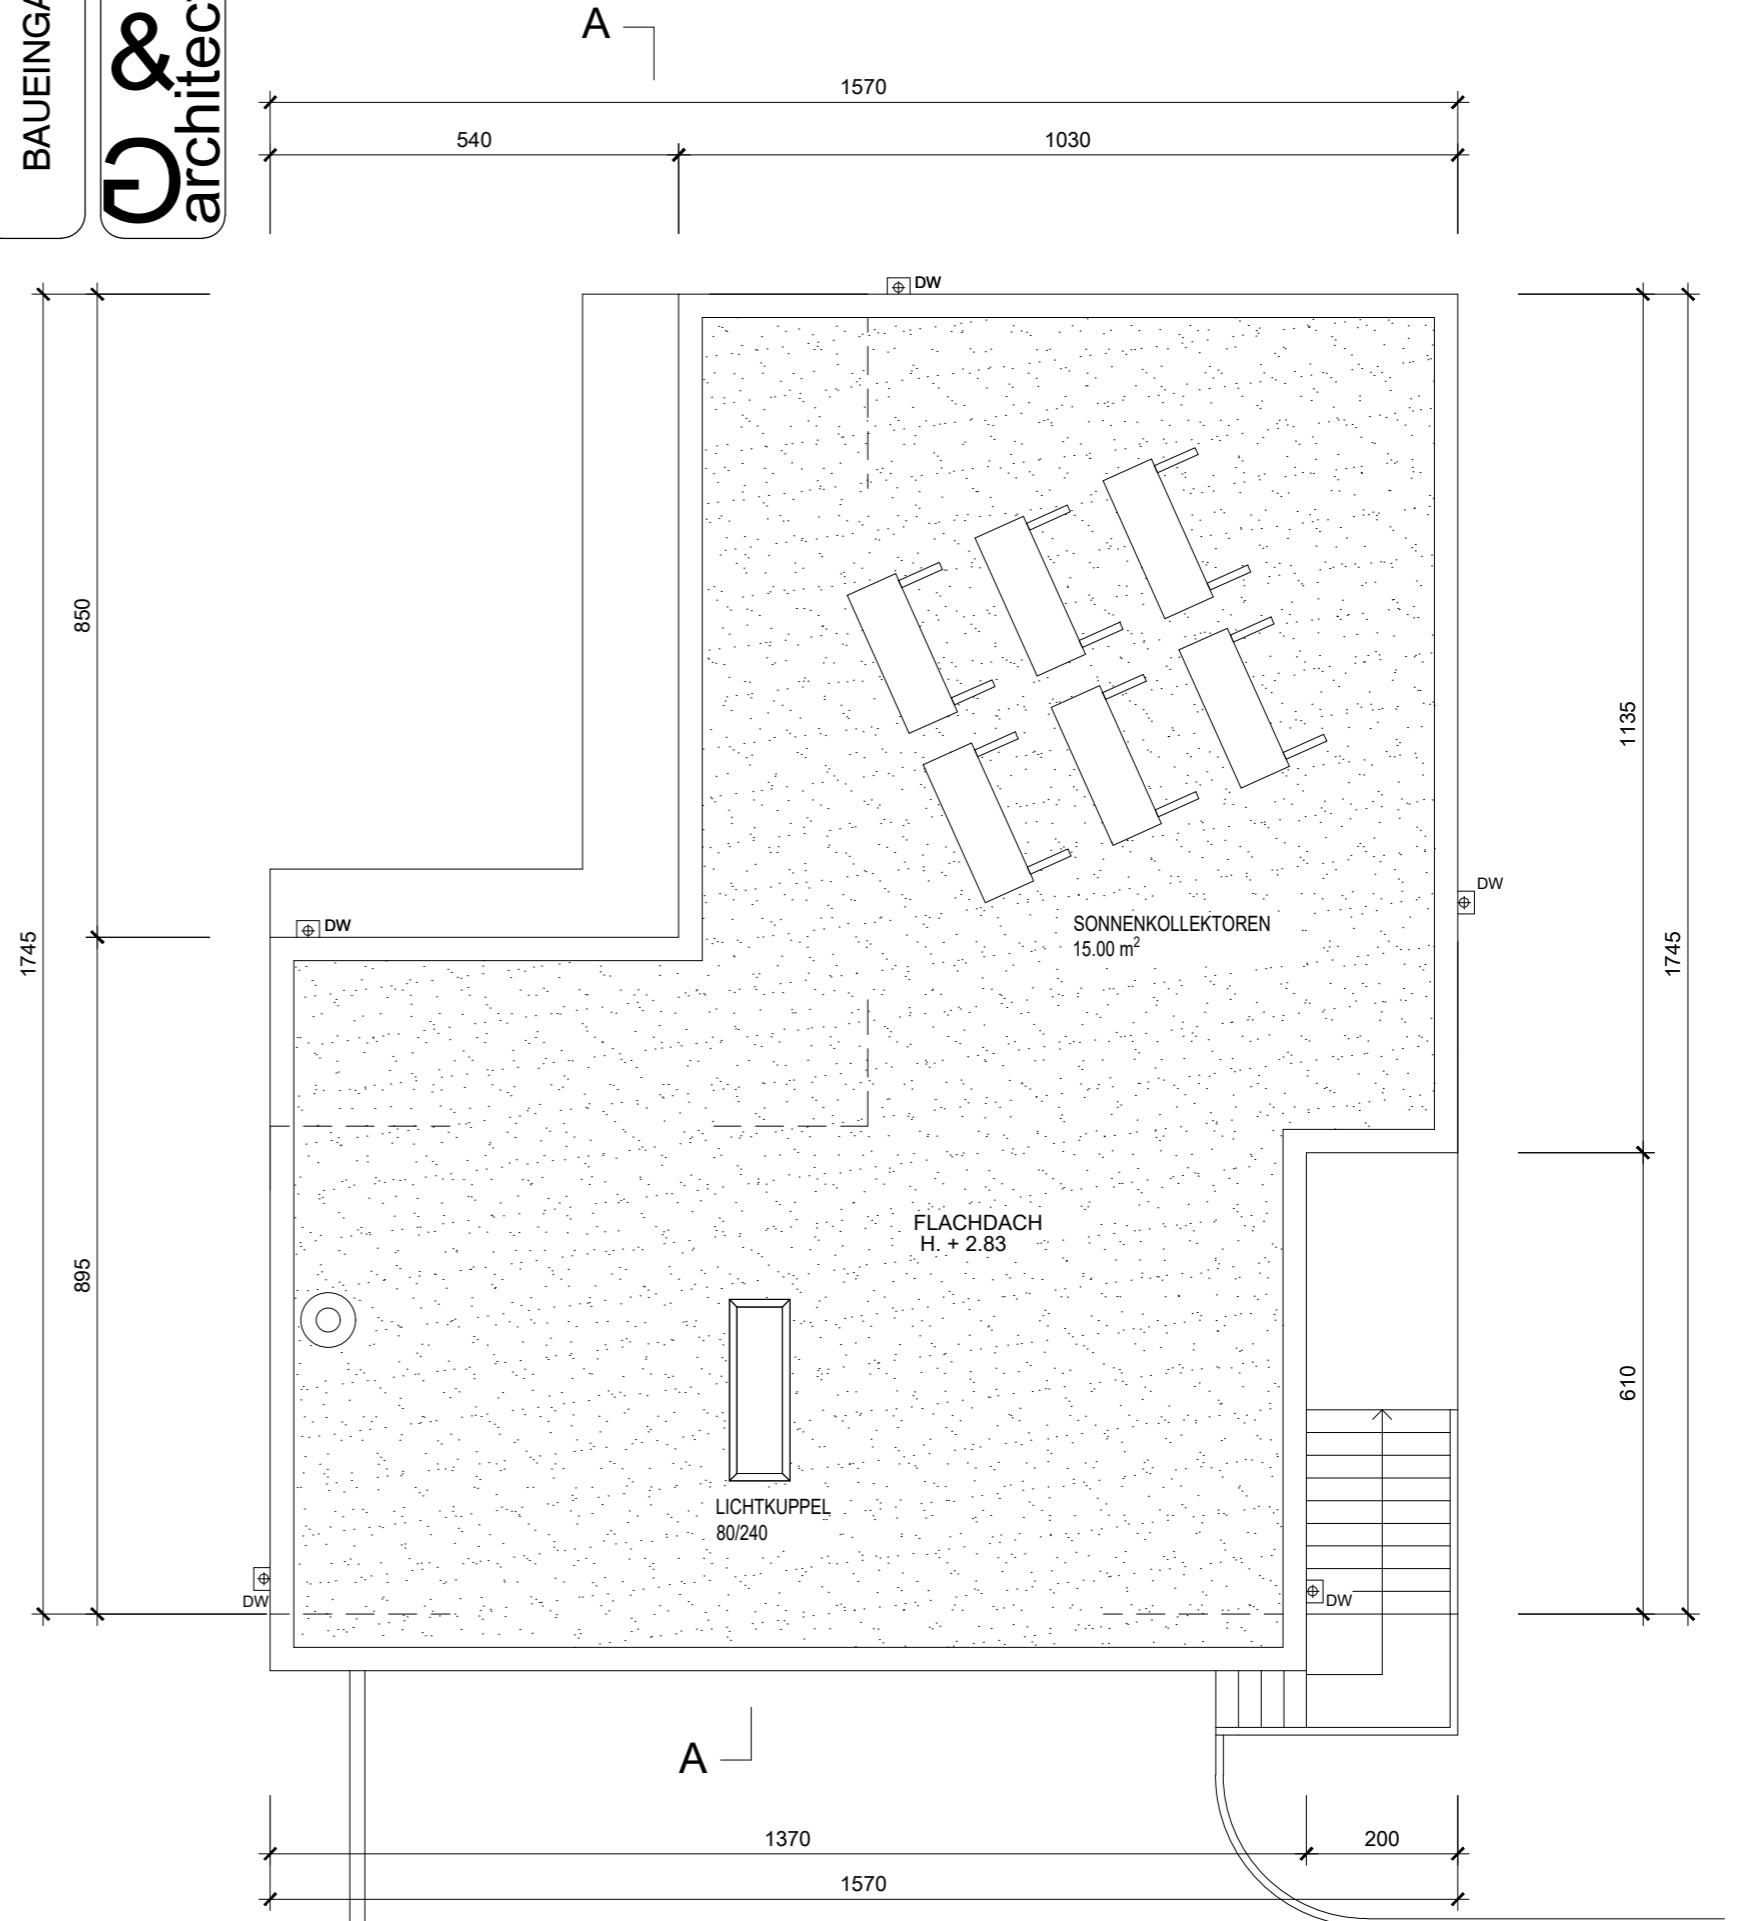 BAUEINGA
G &
architec
A
1570
540
1030
DW
850
1135
DW
DW
SONNENKOLLEKTOREN
15.00 m²
1745
1745
FLACHDACH
H. + 2.83
895
610
LICHTKUPPEL
80/240
DW
DW
A
1370
200
1570